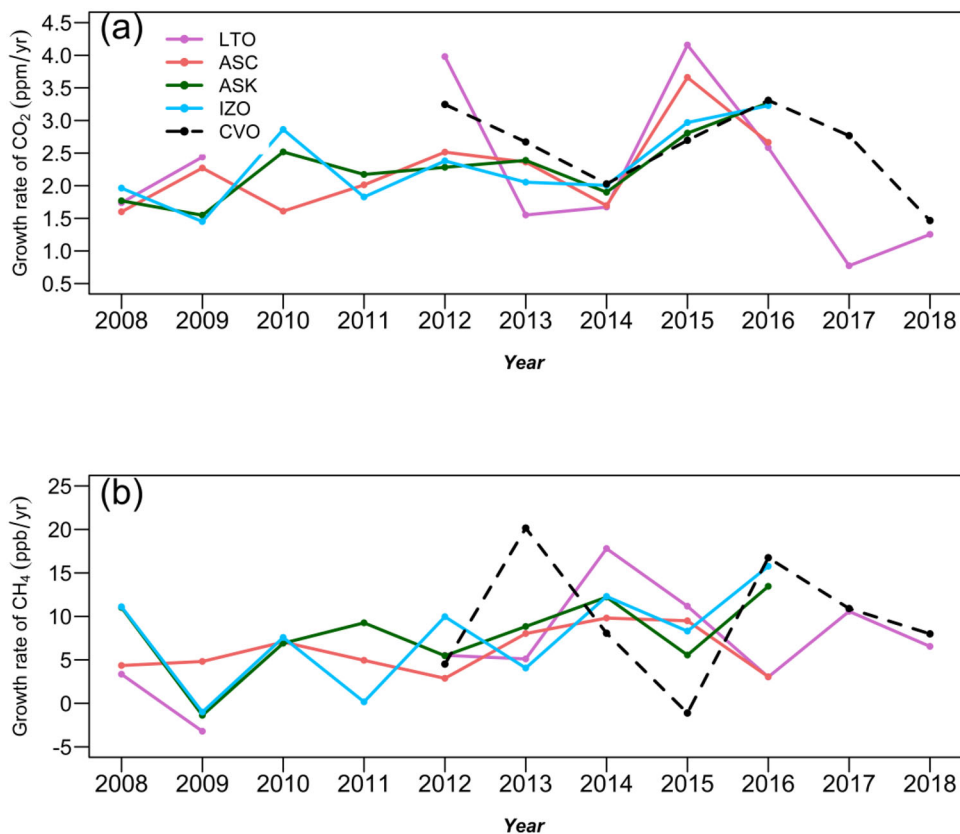 (a)
LTO
ASC
ASK
IZO
CVO
Growth rate of CO₂ (ppm/yr)
4.5
4.0
3.5
3.0
2.5
2.0
1.5
1.0
0.5
2008 2009 2010 2011 2012 2013 2014 2015 2016 2017 2018
Year
(b)
Growth rate of CH₄ (ppb/yr)
25
20
15
10
5
0
-5
2008 2009 2010 2011 2012 2013 2014 2015 2016 2017 2018
Year